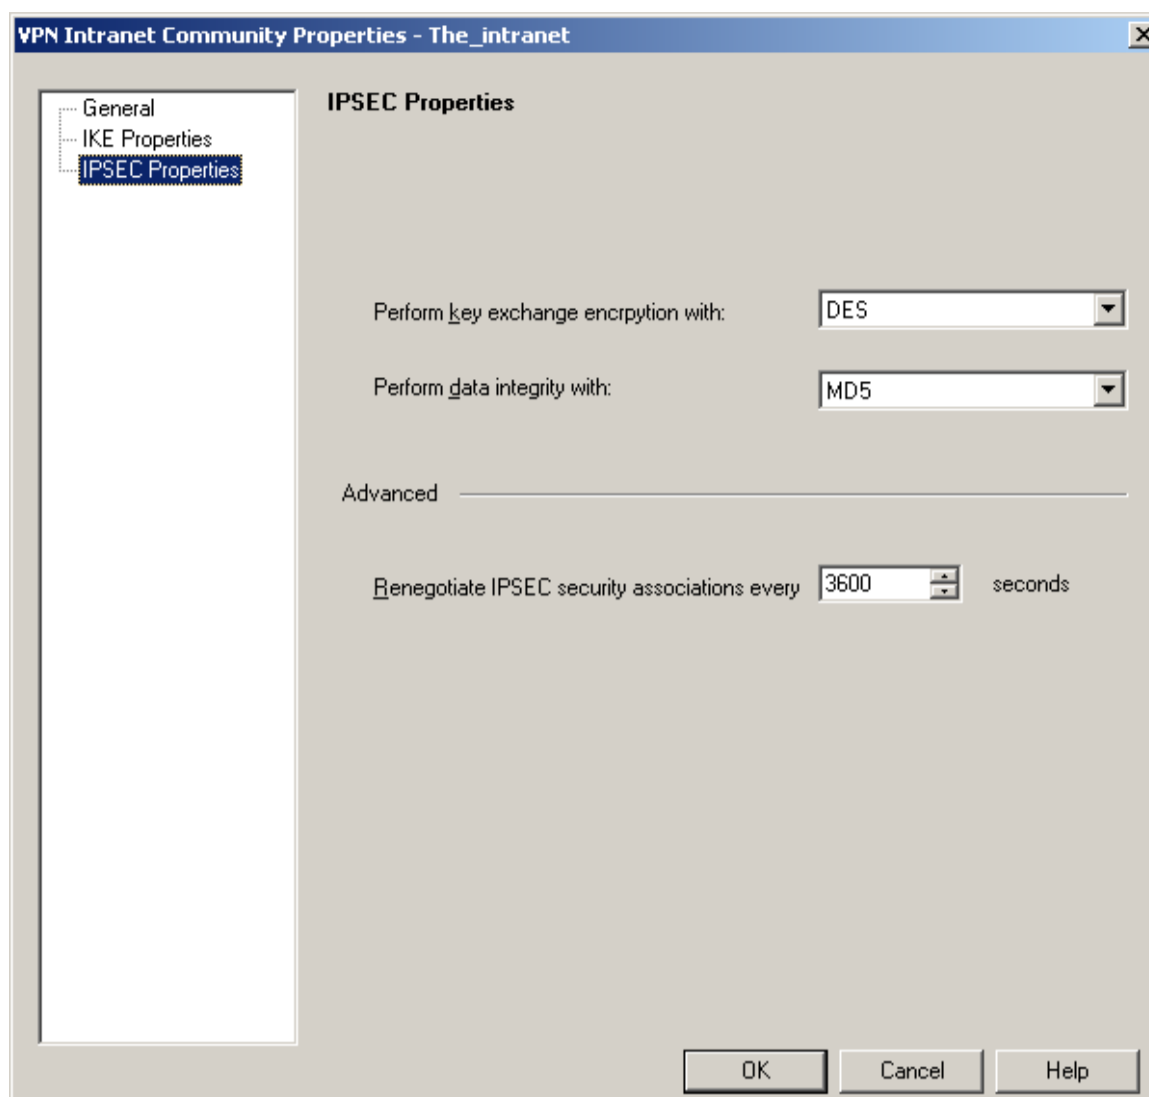 VPN Intranet Community Properties - The_intranet
General
IKE Properties
IPSEC Properties
IPSEC Properties
Perform key exchange encrpytion with:
DES
Perform data integrity with:
MD5
Advanced
Renegotiate IPSEC security associations every 3600 seconds
OK Cancel Help